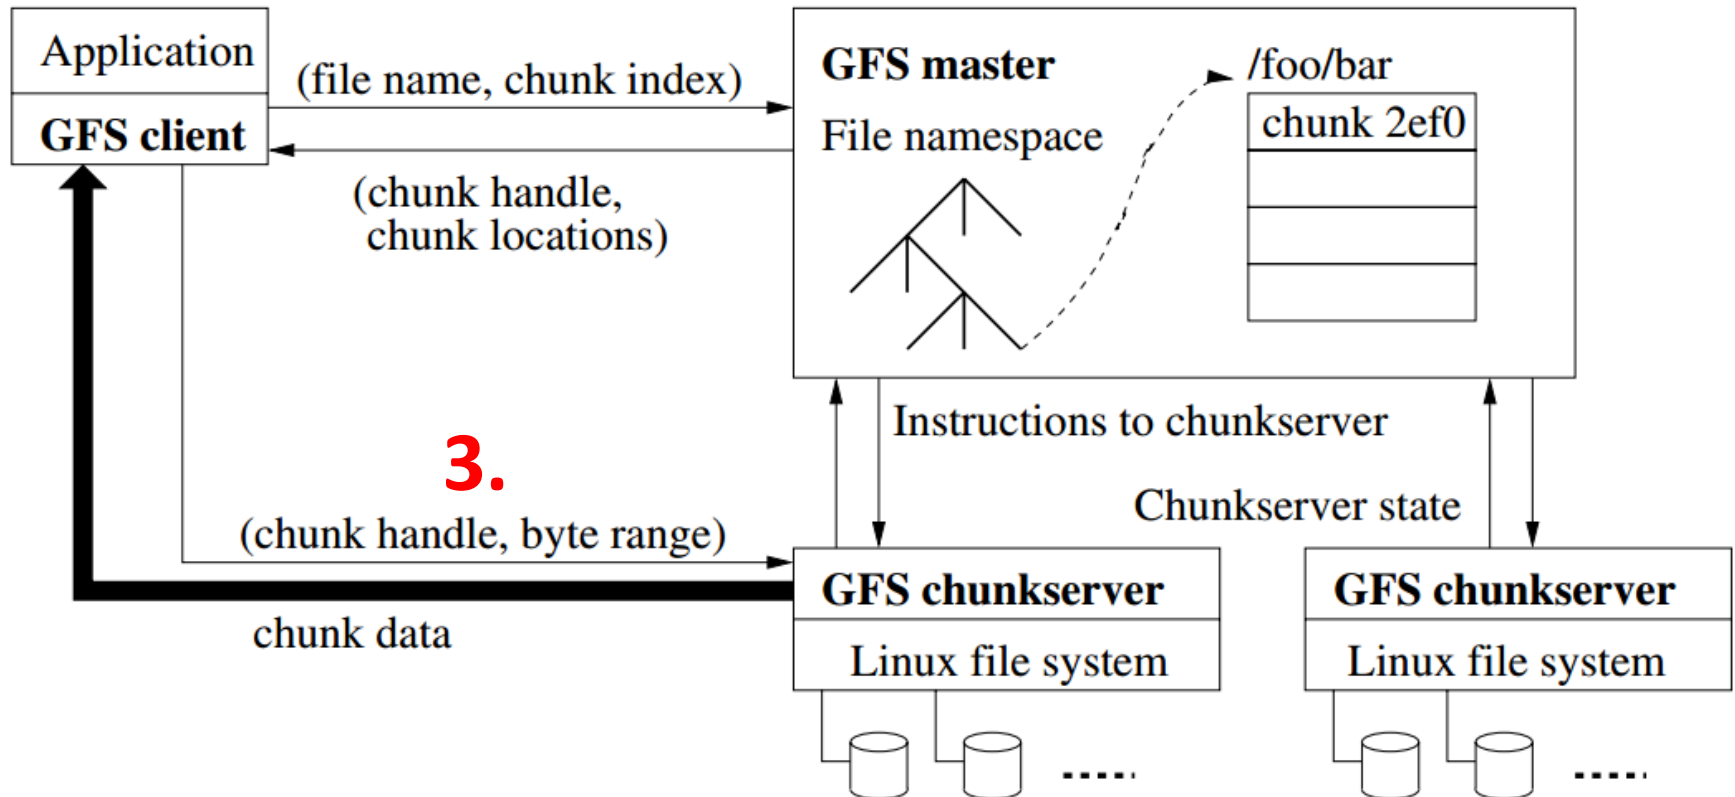 Application
GFS client
(file name, chunk index)
(chunk handle,
chunk locations)
GFS master
File namespace
/foo/bar
chunk 2ef0
Instructions to chunkserver
Chunkserver state
3.
(chunk handle, byte range)
chunk data
GFS chunkserver
Linux file system
GFS chunkserver
Linux file system